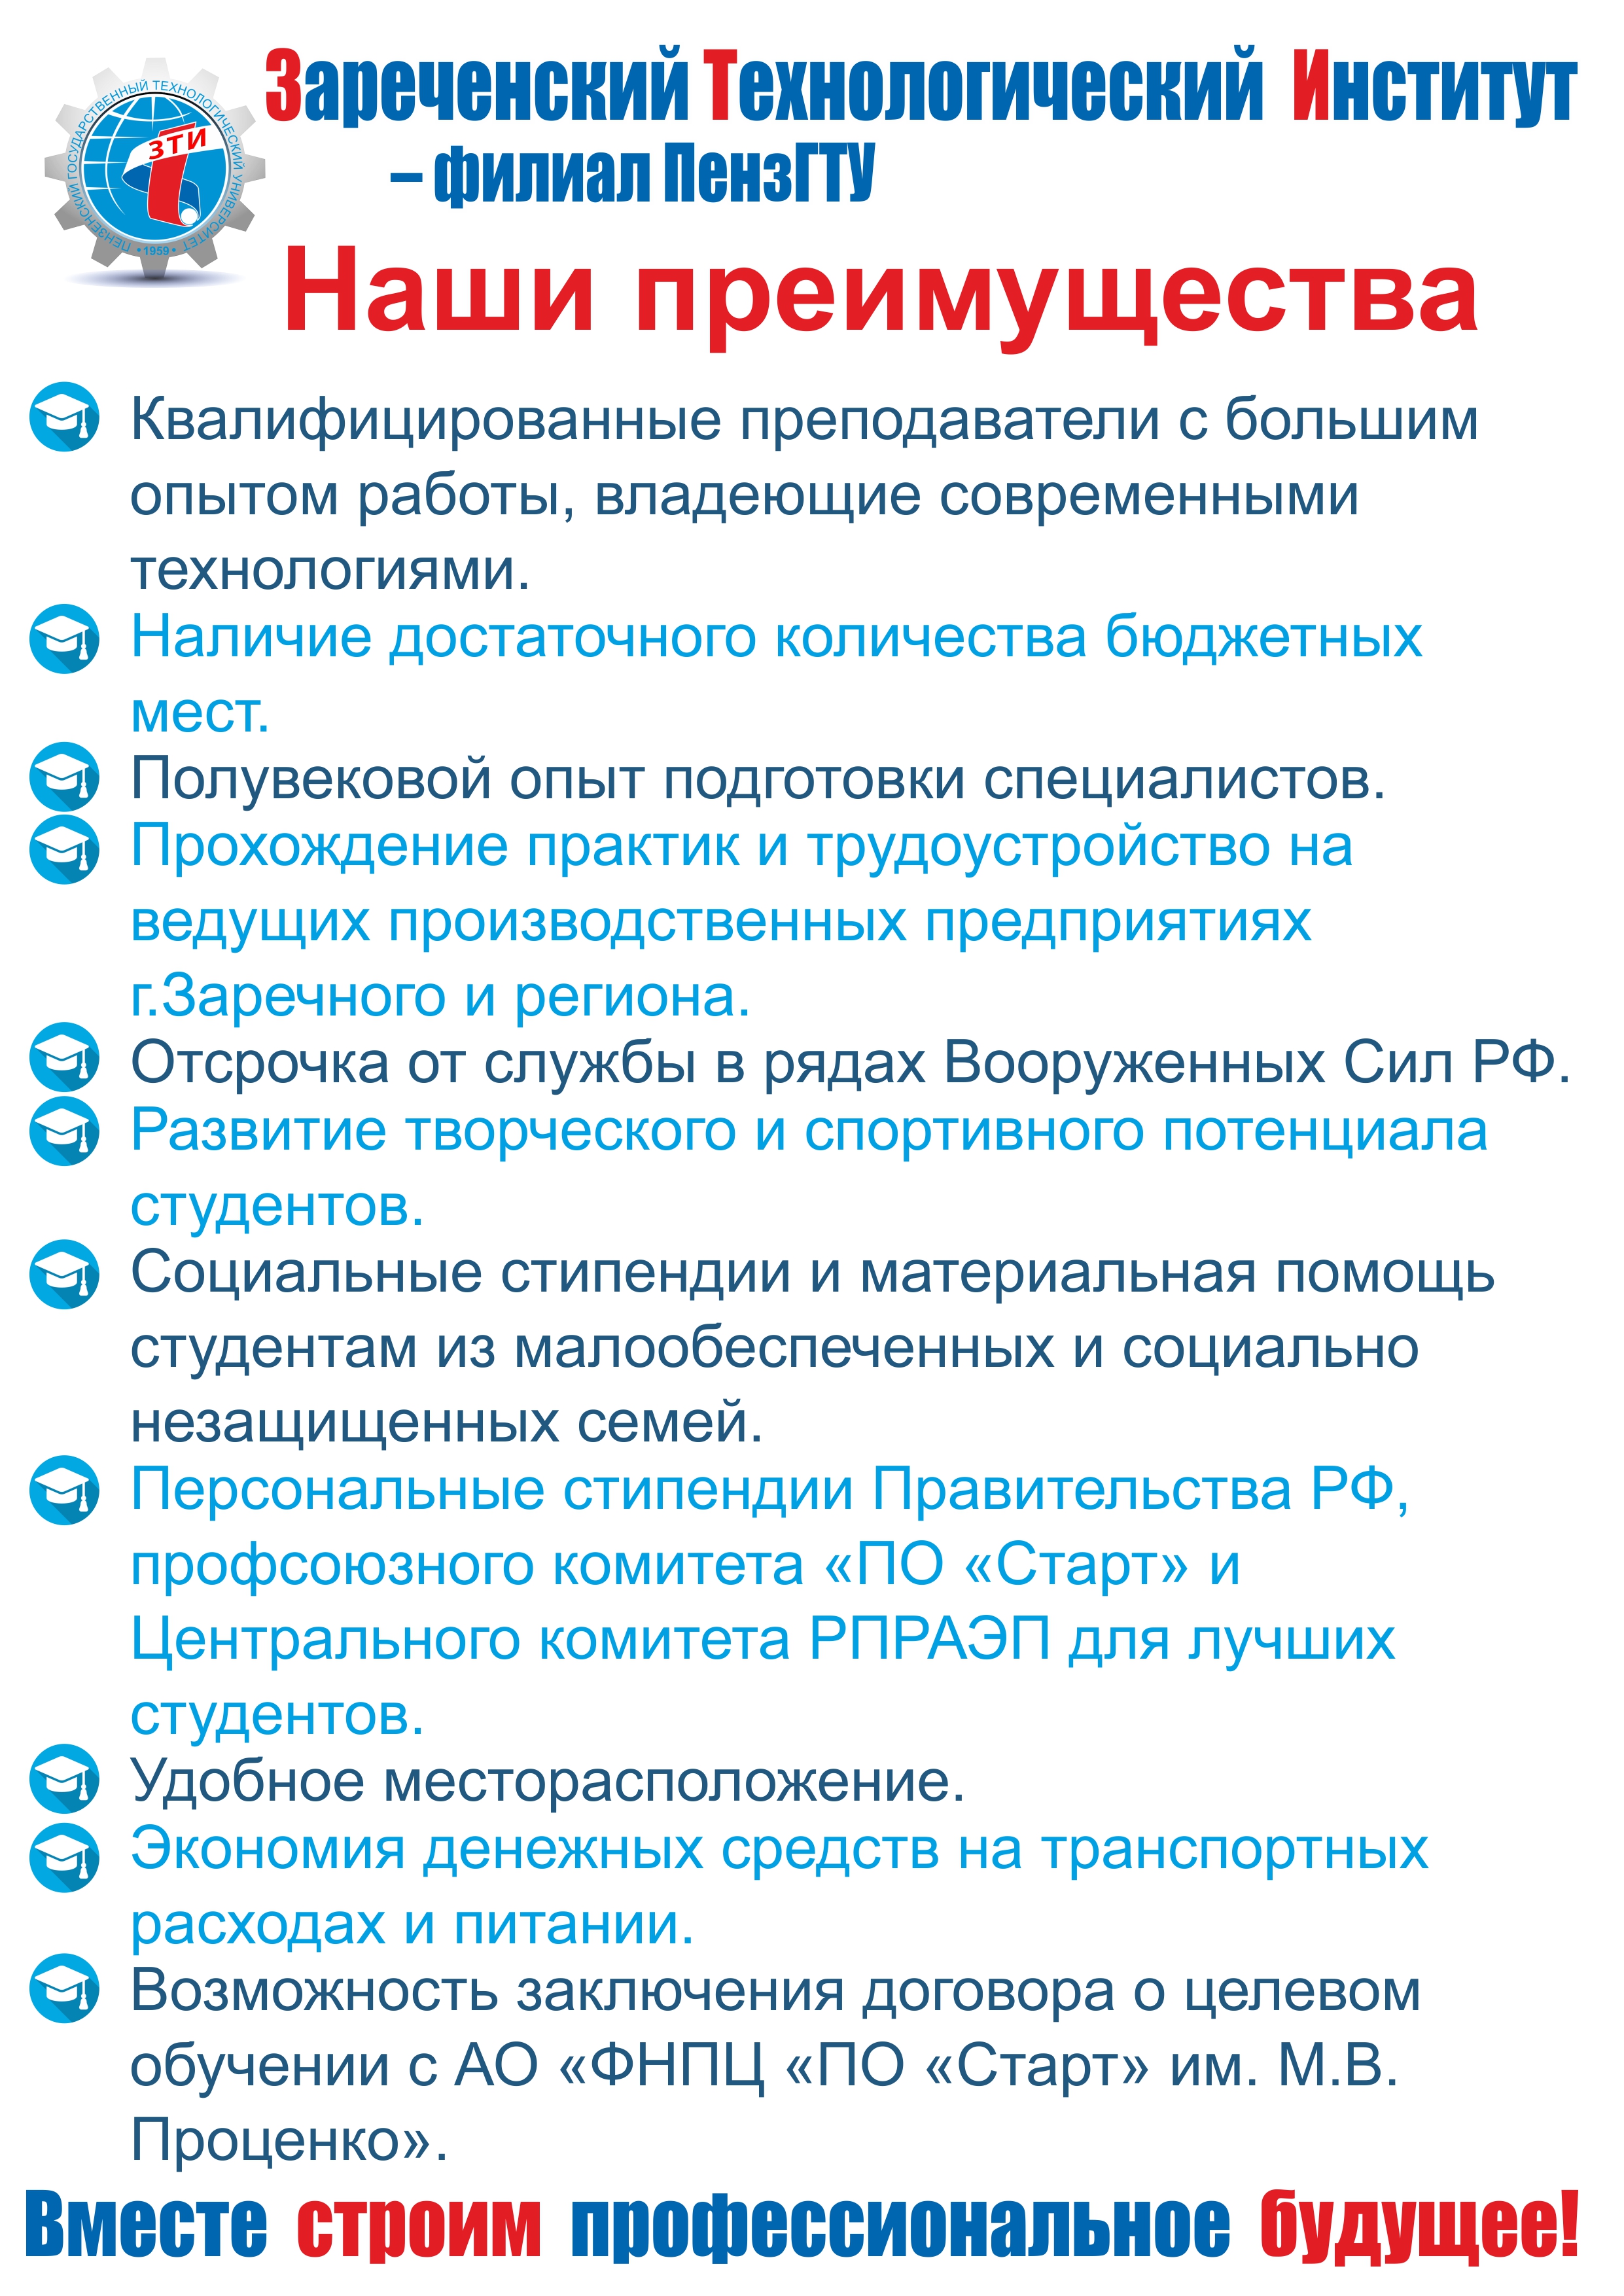 Зареченский Технологический Институт
– филиал ПензГТУ
ПЕНЗЕНСКИЙ ГОСУДАРСТВЕННЫЙ ТЕХНОЛОГИЧЕСКИЙ УНИВЕРСИТЕТ
ЗТИ
• 1959 •
Наши преимущества
Квалифицированные преподаватели с большим
опытом работы, владеющие современными
технологиями.
Наличие достаточного количества бюджетных
мест.
Полувековой опыт подготовки специалистов.
Прохождение практик и трудоустройство на
ведущих производственных предприятиях
г.Заречного и региона.
Отсрочка от службы в рядах Вооруженных Сил РФ.
Развитие творческого и спортивного потенциала
студентов.
Социальные стипендии и материальная помощь
студентам из малообеспеченных и социально
незащищенных семей.
Персональные стипендии Правительства РФ,
профсоюзного комитета «ПО «Старт» и
Центрального комитета РПРАЭП для лучших
студентов.
Удобное месторасположение.
Экономия денежных средств на транспортных
расходах и питании.
Возможность заключения договора о целевом
обучении с АО «ФНПЦ «ПО «Старт» им. М.В.
Проценко».
Вместе строим профессиональное будущее!